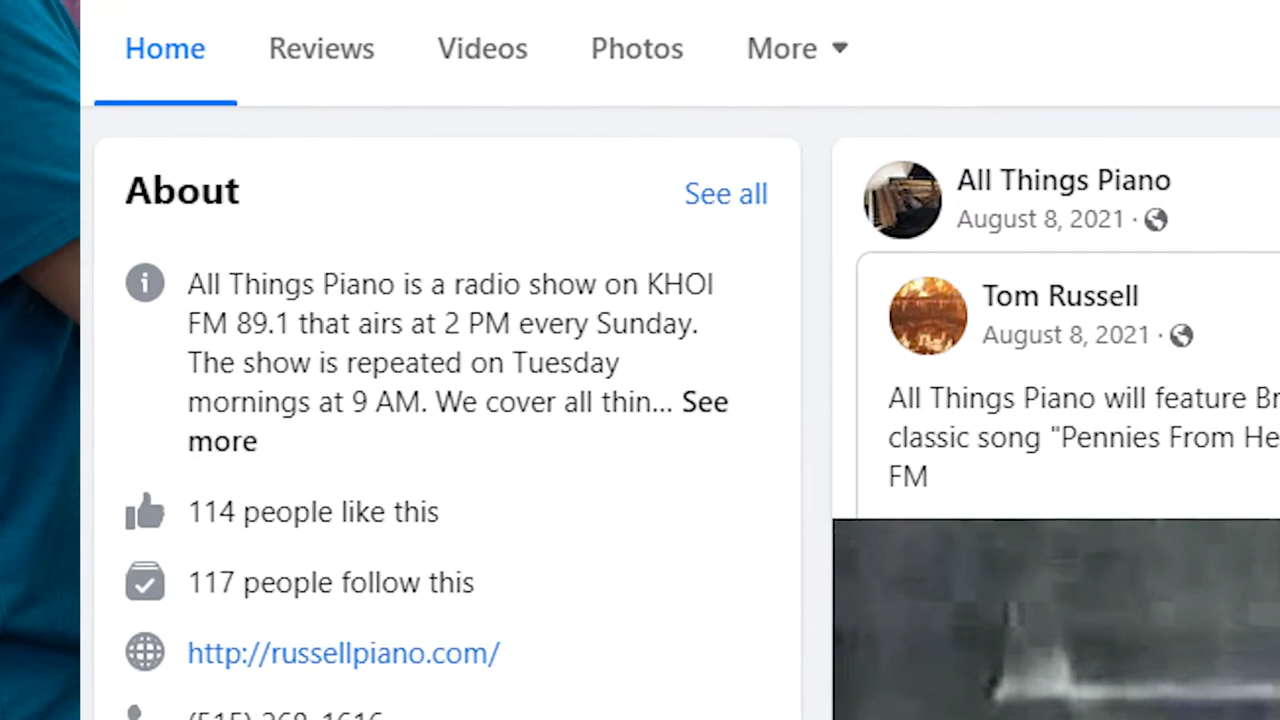 Home Reviews Videos Photos More
About See all
All Things Piano is a radio show on KHOI
FM 89.1 that airs at 2 PM every Sunday.
The show is repeated on Tuesday
mornings at 9 AM. We cover all thin... See
more
114 people like this
117 people follow this
http://russellpiano.com/
All Things Piano
August 8, 2021 ·
Tom Russell
August 8, 2021 ·
All Things Piano will feature
classic song "Pennies From
FM